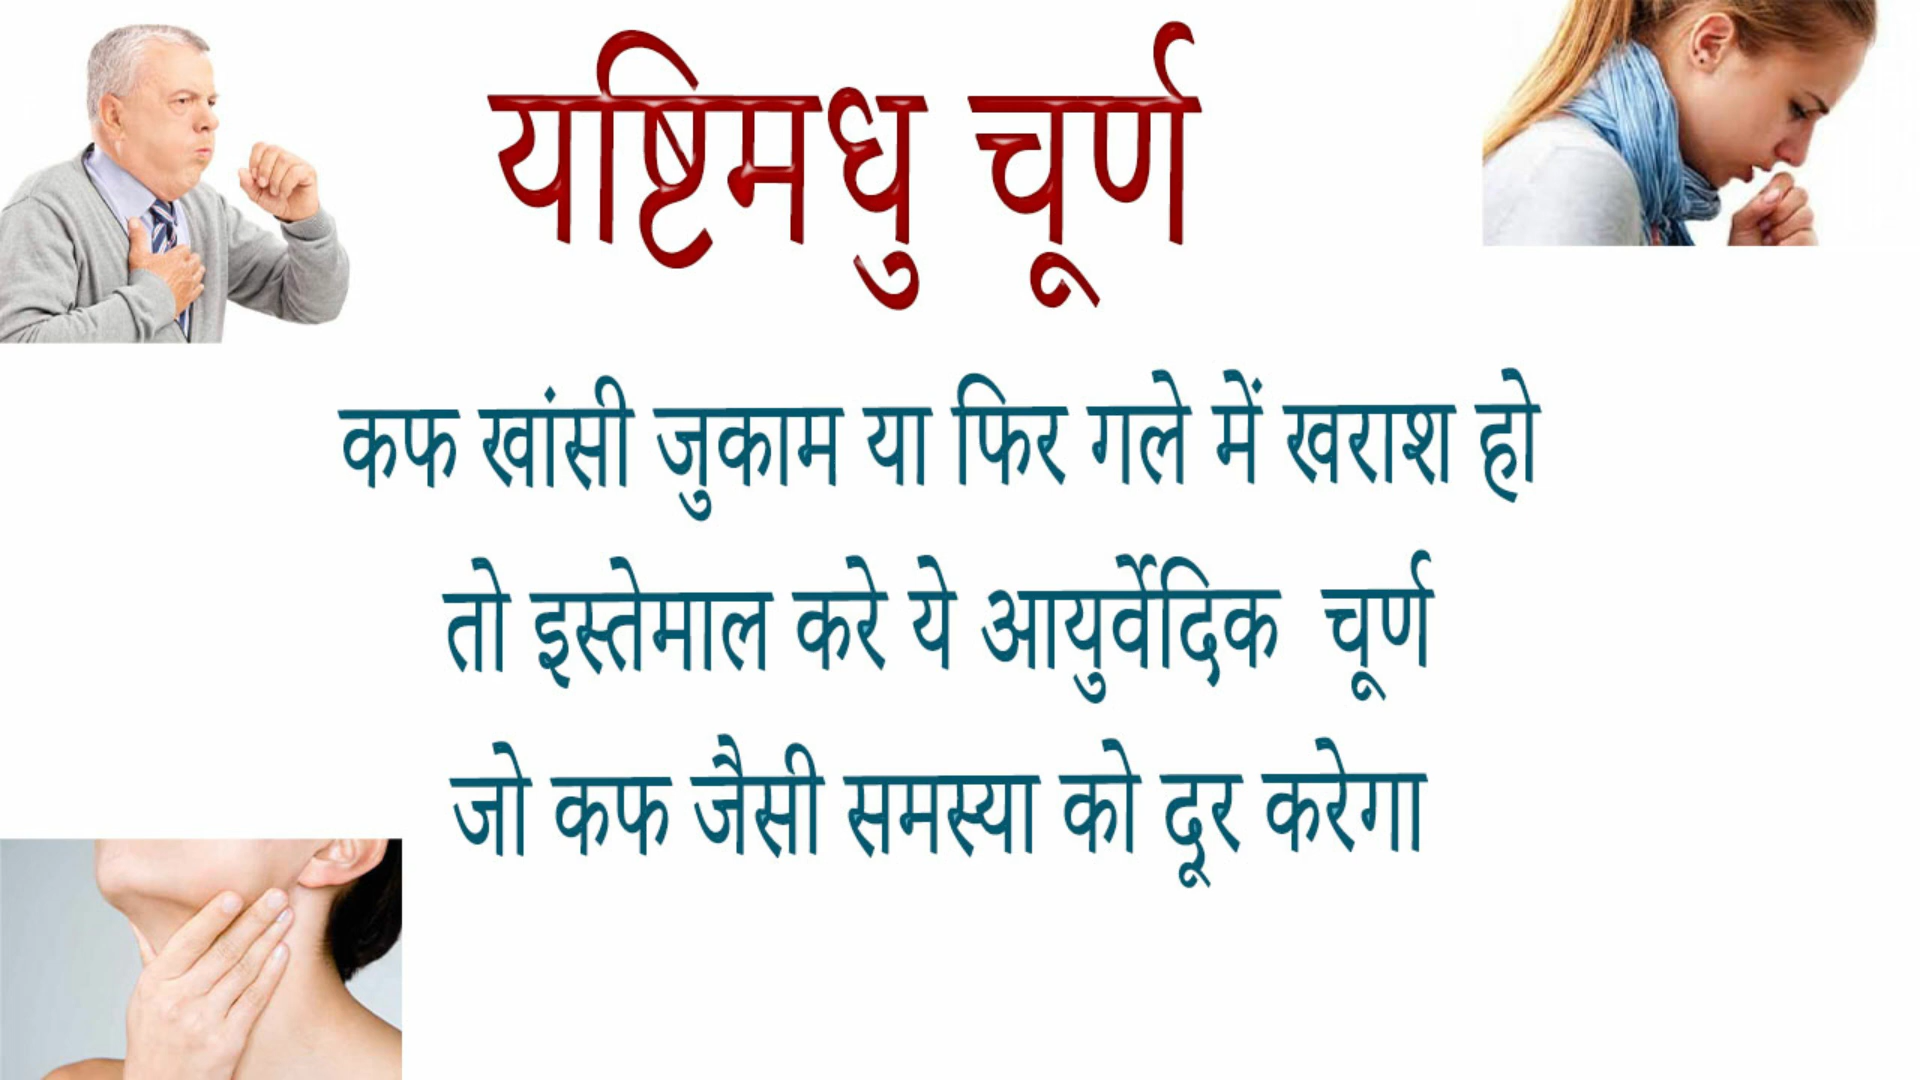 यष्टिमधु चूर्ण
कफ खांसी जुकाम या फिर गले में खराश हो
तो इस्तेमाल करे ये आयुर्वेदिक चूर्ण
जो कफ जैसी समस्या को दूर करेगा